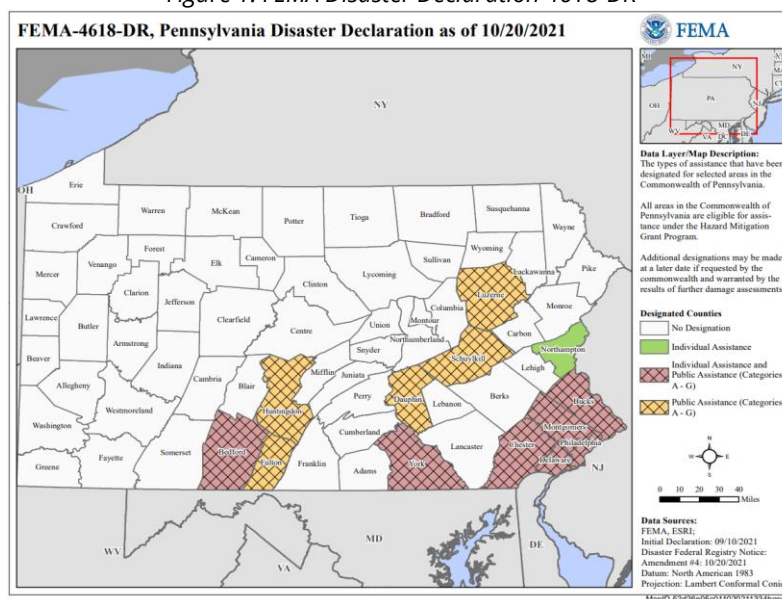 Figure 1: FEMA Disaster Declaration 4618-DR
FEMA-4618-DR, Pennsylvania Disaster Declaration as of 10/20/2021
FEMA
MI
NY
OH
PA
NJ
WV
MD
VA
DC
DE
NY
OH
Erie
Crawford
Warren
McKean
Potter
Tioga
Bradford
Susquehanna
Wayne
Forest
Elk
Cameron
Sullivan
Wyoming
Lackawanna
Pike
Mercer
Venango
Clinton
Lycoming
Luzerne
Clarion
Jefferson
Clearfield
Columbia
Monroe
Lawrence
Butler
Centre
Union
Montour
Northumberland
Carbon
Northampton
Armstrong
Snyder
Schuylkill
Lehigh
Beaver
Indiana
Mifflin
Juniata
Allegheny
Cambria
Blair
Perry
Dauphin
Lebanon
Berks
Bucks
Westmoreland
Huntingdon
Cumberland
Montgomery
Washington
Philadelphia
Somerset
Bedford
Lancaster
Chester
Delaware
Greene
Fayette
Fulton
Franklin
Adams
York
NJ
WV
MD
DE
VA
Data Layer/Map Description:
The types of assistance that have been
designated for selected areas in the
Commonwealth of Pennsylvania.
All areas in the Commonwealth of
Pennsylvania are eligible for assis-
tance under the Hazard Mitigation
Grant Program.
Additional designations may be made
at a later date if requested by the
commonwealth and warranted by the
results of further damage assessments.
Designated Counties
No Designation
Individual Assistance
Individual Assistance and
Public Assistance (Categories
A - G)
Public Assistance (Categories
A - G)
N
W E
S
0 10 20 30 40
Miles
Data Sources:
FEMA, ESRI;
Initial Declaration: 09/10/2021
Disaster Federal Registry Notice:
Amendment #4: 10/20/2021
Datum: North American 1983
Projection: Lambert Conformal Conic